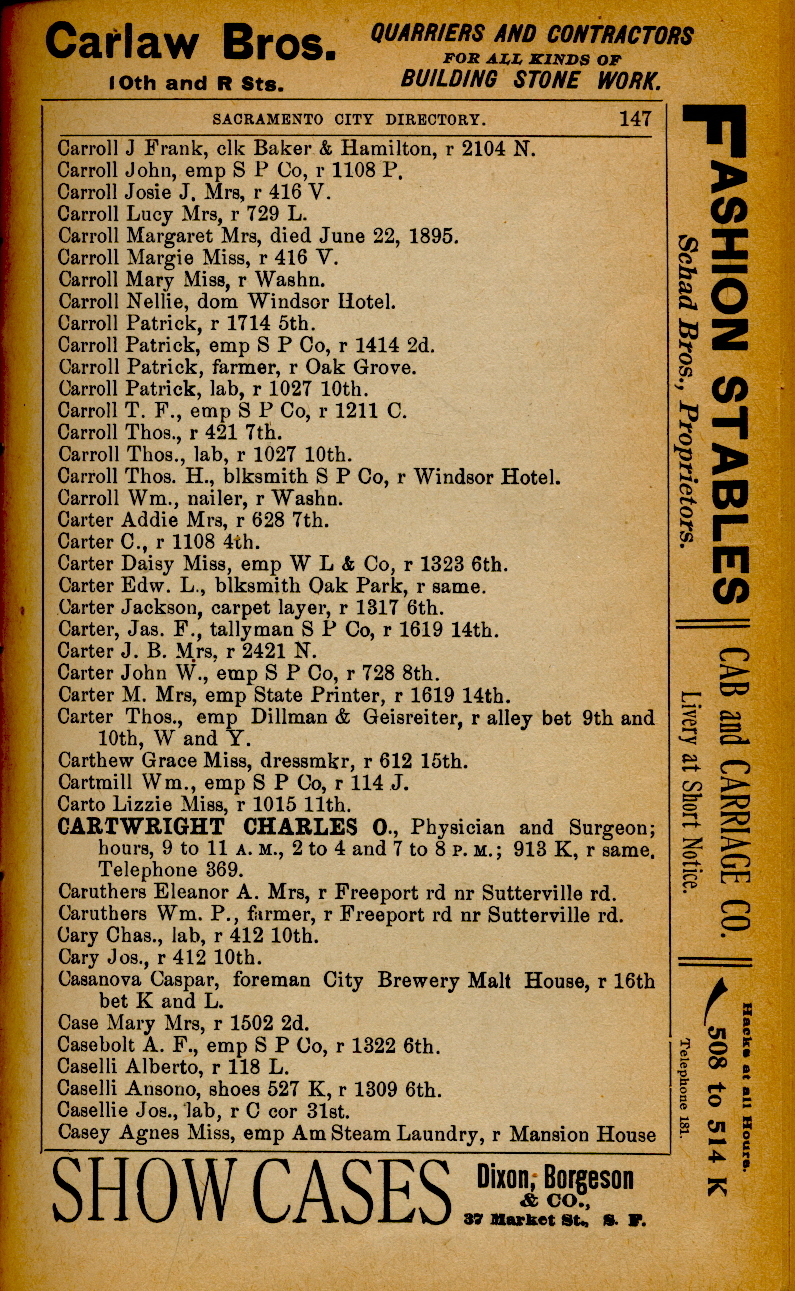 Carlaw Bros.
10th and R Sts.
QUARRIERS AND CONTRACTORS
FOR ALL KINDS OF
BUILDING STONE WORK.
SACRAMENTO CITY DIRECTORY. 147
Carroll J Frank, clk Baker & Hamilton, r 2104 N.
Carroll John, emp S P Co, r 1108 P.
Carroll Josie J. Mrs, r 416 V.
Carroll Lucy Mrs, r 729 L.
Carroll Margaret Mrs, died June 22, 1895.
Carroll Margie Miss, r 416 V.
Carroll Mary Miss, r Washn.
Carroll Nellie, dom Windsor Hotel.
Carroll Patrick, r 1714 5th.
Carroll Patrick, emp S P Co, r 1414 2d.
Carroll Patrick, farmer, r Oak Grove.
Carroll Patrick, lab, r 1027 10th.
Carroll T. F., emp S P Co, r 1211 C.
Carroll Thos., r 421 7th.
Carroll Thos., lab, r 1027 10th.
Carroll Thos. H., blksmith S P Co, r Windsor Hotel.
Carroll Wm., nailer, r Washn.
Carter Addie Mrs, r 628 7th.
Carter C., r 1108 4th.
Carter Daisy Miss, emp W L & Co, r 1323 6th.
Carter Edw. L., blksmith Oak Park, r same.
Carter Jackson, carpet layer, r 1317 6th.
Carter, Jas. F., tallyman S P Co, r 1619 14th.
Carter J. B. Mrs, r 2421 N.
Carter John W., emp S P Co, r 728 8th.
Carter M. Mrs, emp State Printer, r 1619 14th.
Carter Thos., emp Dillman & Geisreiter, r alley bet 9th and
10th, W and Y.
Carthew Grace Miss, dressmkr, r 612 15th.
Cartmill Wm., emp S P Co, r 114 J.
Carto Lizzie Miss, r 1015 11th.
CARTWRIGHT CHARLES O., Physician and Surgeon;
hours, 9 to 11 A. M., 2 to 4 and 7 to 8 P. M.; 913 K, r same.
Telephone 369.
Caruthers Eleanor A. Mrs, r Freeport rd nr Sutterville rd.
Caruthers Wm. P., farmer, r Freeport rd nr Sutterville rd.
Cary Chas., lab, r 412 10th.
Cary Jos., r 412 10th.
Casanova Caspar, foreman City Brewery Malt House, r 16th
bet K and L.
Case Mary Mrs, r 1502 2d.
Casebolt A. F., emp S P Co, r 1322 6th.
Caselli Alberto, r 118 L.
Caselli Ansono, shoes 527 K, r 1309 6th.
Casellie Jos., lab, r C cor 31st.
Casey Agnes Miss, emp Am Steam Laundry, r Mansion House
FASHION STABLES
Schad Bros., Proprietors.
CAB and CARRIAGE CO.
Livery at Short Notice.
Hacks at all Hours.
508 to 514 K
Telephone 181.
SHOW CASES
Dixon, Borgeson
& CO.,
37 Market St., S. F.